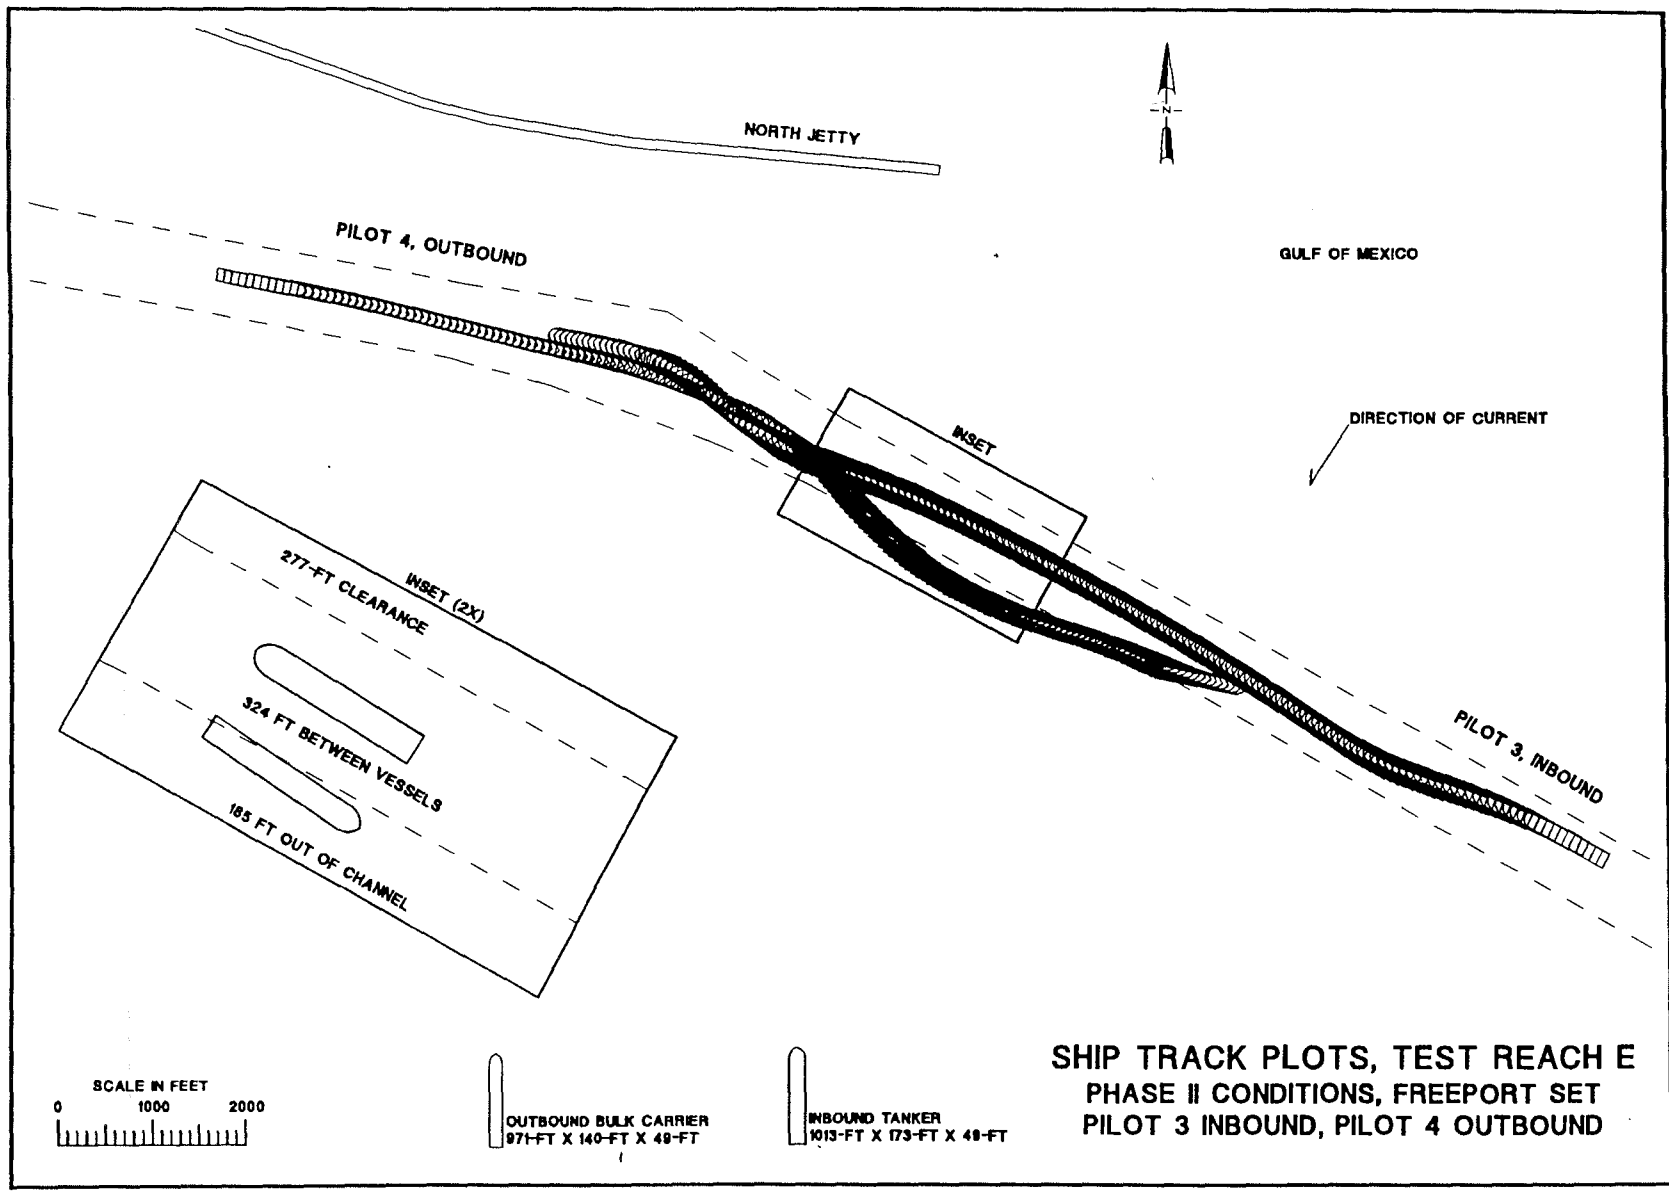 NORTH JETTY
N
PILOT 4, OUTBOUND
GULF OF MEXICO
DIRECTION OF CURRENT
INSET
INSET (2X)
277-FT CLEARANCE
324 FT BETWEEN VESSELS
185 FT OUT OF CHANNEL
PILOT 3, INBOUND
SCALE IN FEET
0 1000 2000
OUTBOUND BULK CARRIER
971-FT X 140-FT X 49-FT
INBOUND TANKER
1013-FT X 173-FT X 49-FT
SHIP TRACK PLOTS, TEST REACH E
PHASE II CONDITIONS, FREEPORT SET
PILOT 3 INBOUND, PILOT 4 OUTBOUND